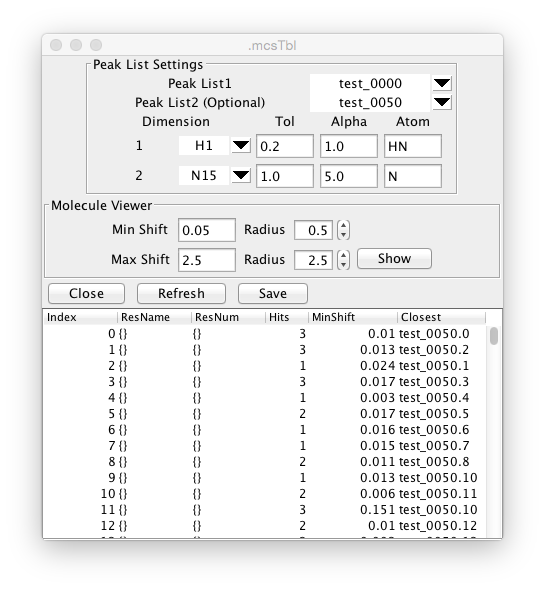 .mcsTbl
Peak List Settings
Peak List1 test_0000
Peak List2 (Optional) test_0050
Dimension Tol Alpha Atom
1 H1 0.2 1.0 HN
2 N15 1.0 5.0 N
Molecule Viewer
Min Shift 0.05 Radius 0.5
Max Shift 2.5 Radius 2.5 Show
Close Refresh Save
Index ResName ResNum Hits MinShift Closest
0 {} {} 3 0.01 test_0050.0
1 {} {} 3 0.013 test_0050.2
2 {} {} 1 0.024 test_0050.1
3 {} {} 3 0.017 test_0050.3
4 {} {} 1 0.003 test_0050.4
5 {} {} 2 0.017 test_0050.5
6 {} {} 1 0.016 test_0050.6
7 {} {} 1 0.015 test_0050.7
8 {} {} 2 0.011 test_0050.8
9 {} {} 1 0.013 test_0050.10
10 {} {} 2 0.006 test_0050.11
11 {} {} 3 0.151 test_0050.10
12 {} {} 2 0.01 test_0050.12